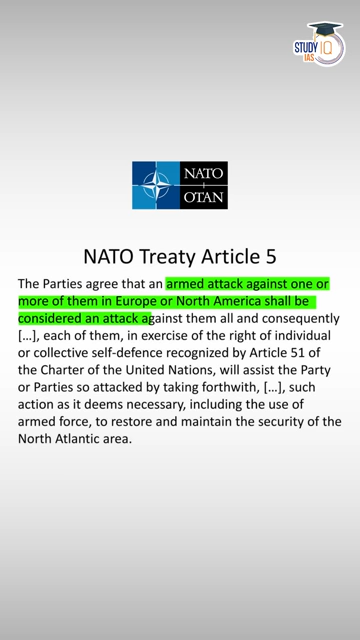 STUDY IQ
IAS
NATO
OTAN
NATO Treaty Article 5
The Parties agree that an armed attack against one or
more of them in Europe or North America shall be
considered an attack against them all and consequently
[...], each of them, in exercise of the right of individual
or collective self-defence recognized by Article 51 of
the Charter of the United Nations, will assist the Party
or Parties so attacked by taking forthwith, [...], such
action as it deems necessary, including the use of
armed force, to restore and maintain the security of the
North Atlantic area.